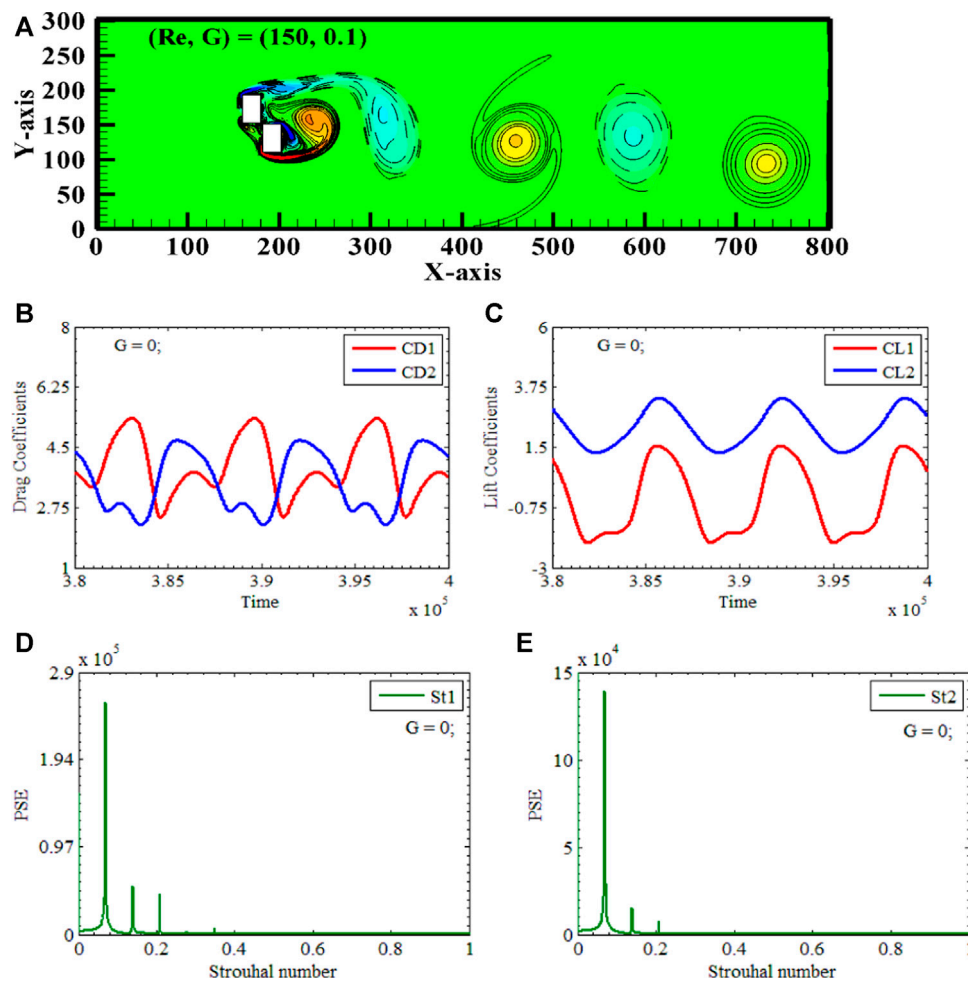 A
(Re, G) = (150, 0.1)
300
250
200
150
100
50
0
Y-axis
0 100 200 300 400 500 600 700 800
X-axis
B
G = 0;
CD1
CD2
8
6.25
4.5
2.75
1
Drag Coefficients
3.8 3.85 3.9 3.95 4
Time
x 10^5
C
G = 0;
CL1
CL2
6
3.75
1.5
-0.75
-3
Lift Coefficients
3.8 3.85 3.9 3.95 4
Time
x 10^5
D
x 10^5
St1
G = 0;
2.9
1.94
0.97
0
PSE
0 0.2 0.4 0.6 0.8 1
Strouhal number
E
x 10^4
St2
G = 0;
15
10
5
0
PSE
0 0.2 0.4 0.6 0.8 1
Strouhal number